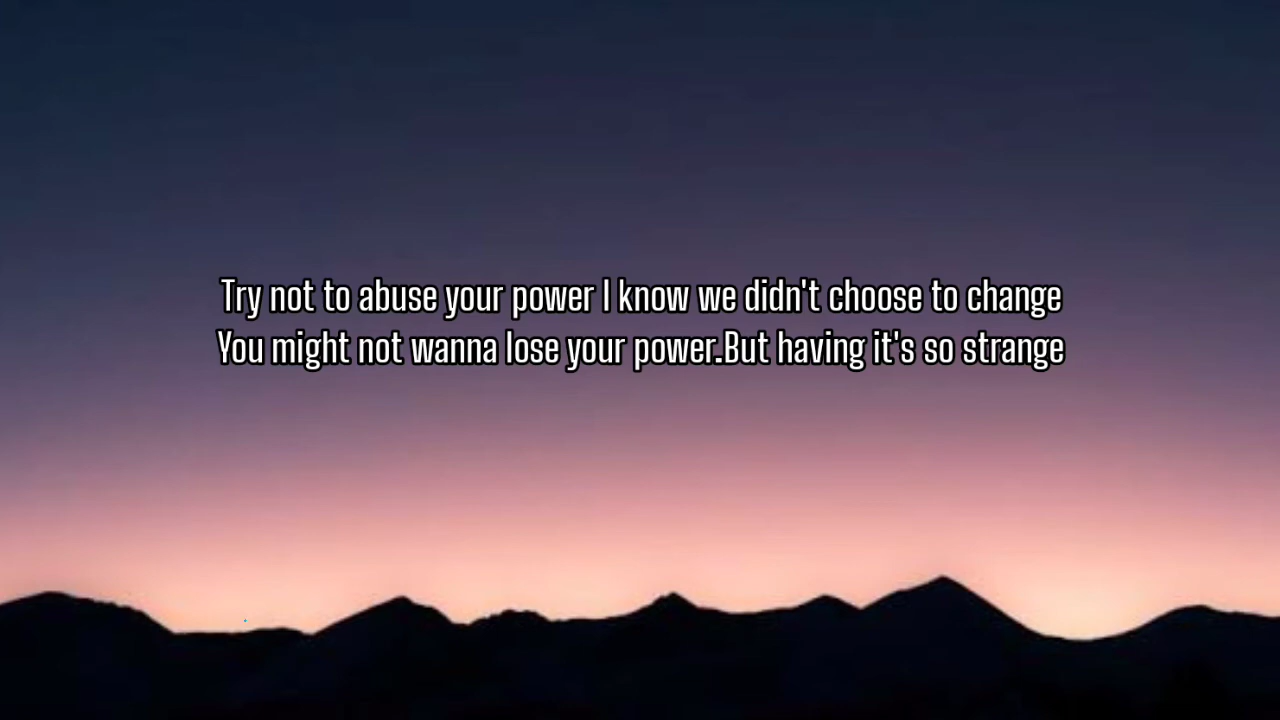 Try not to abuse your power I know we didn't choose to change
You might not wanna lose your power.But having it's so strange